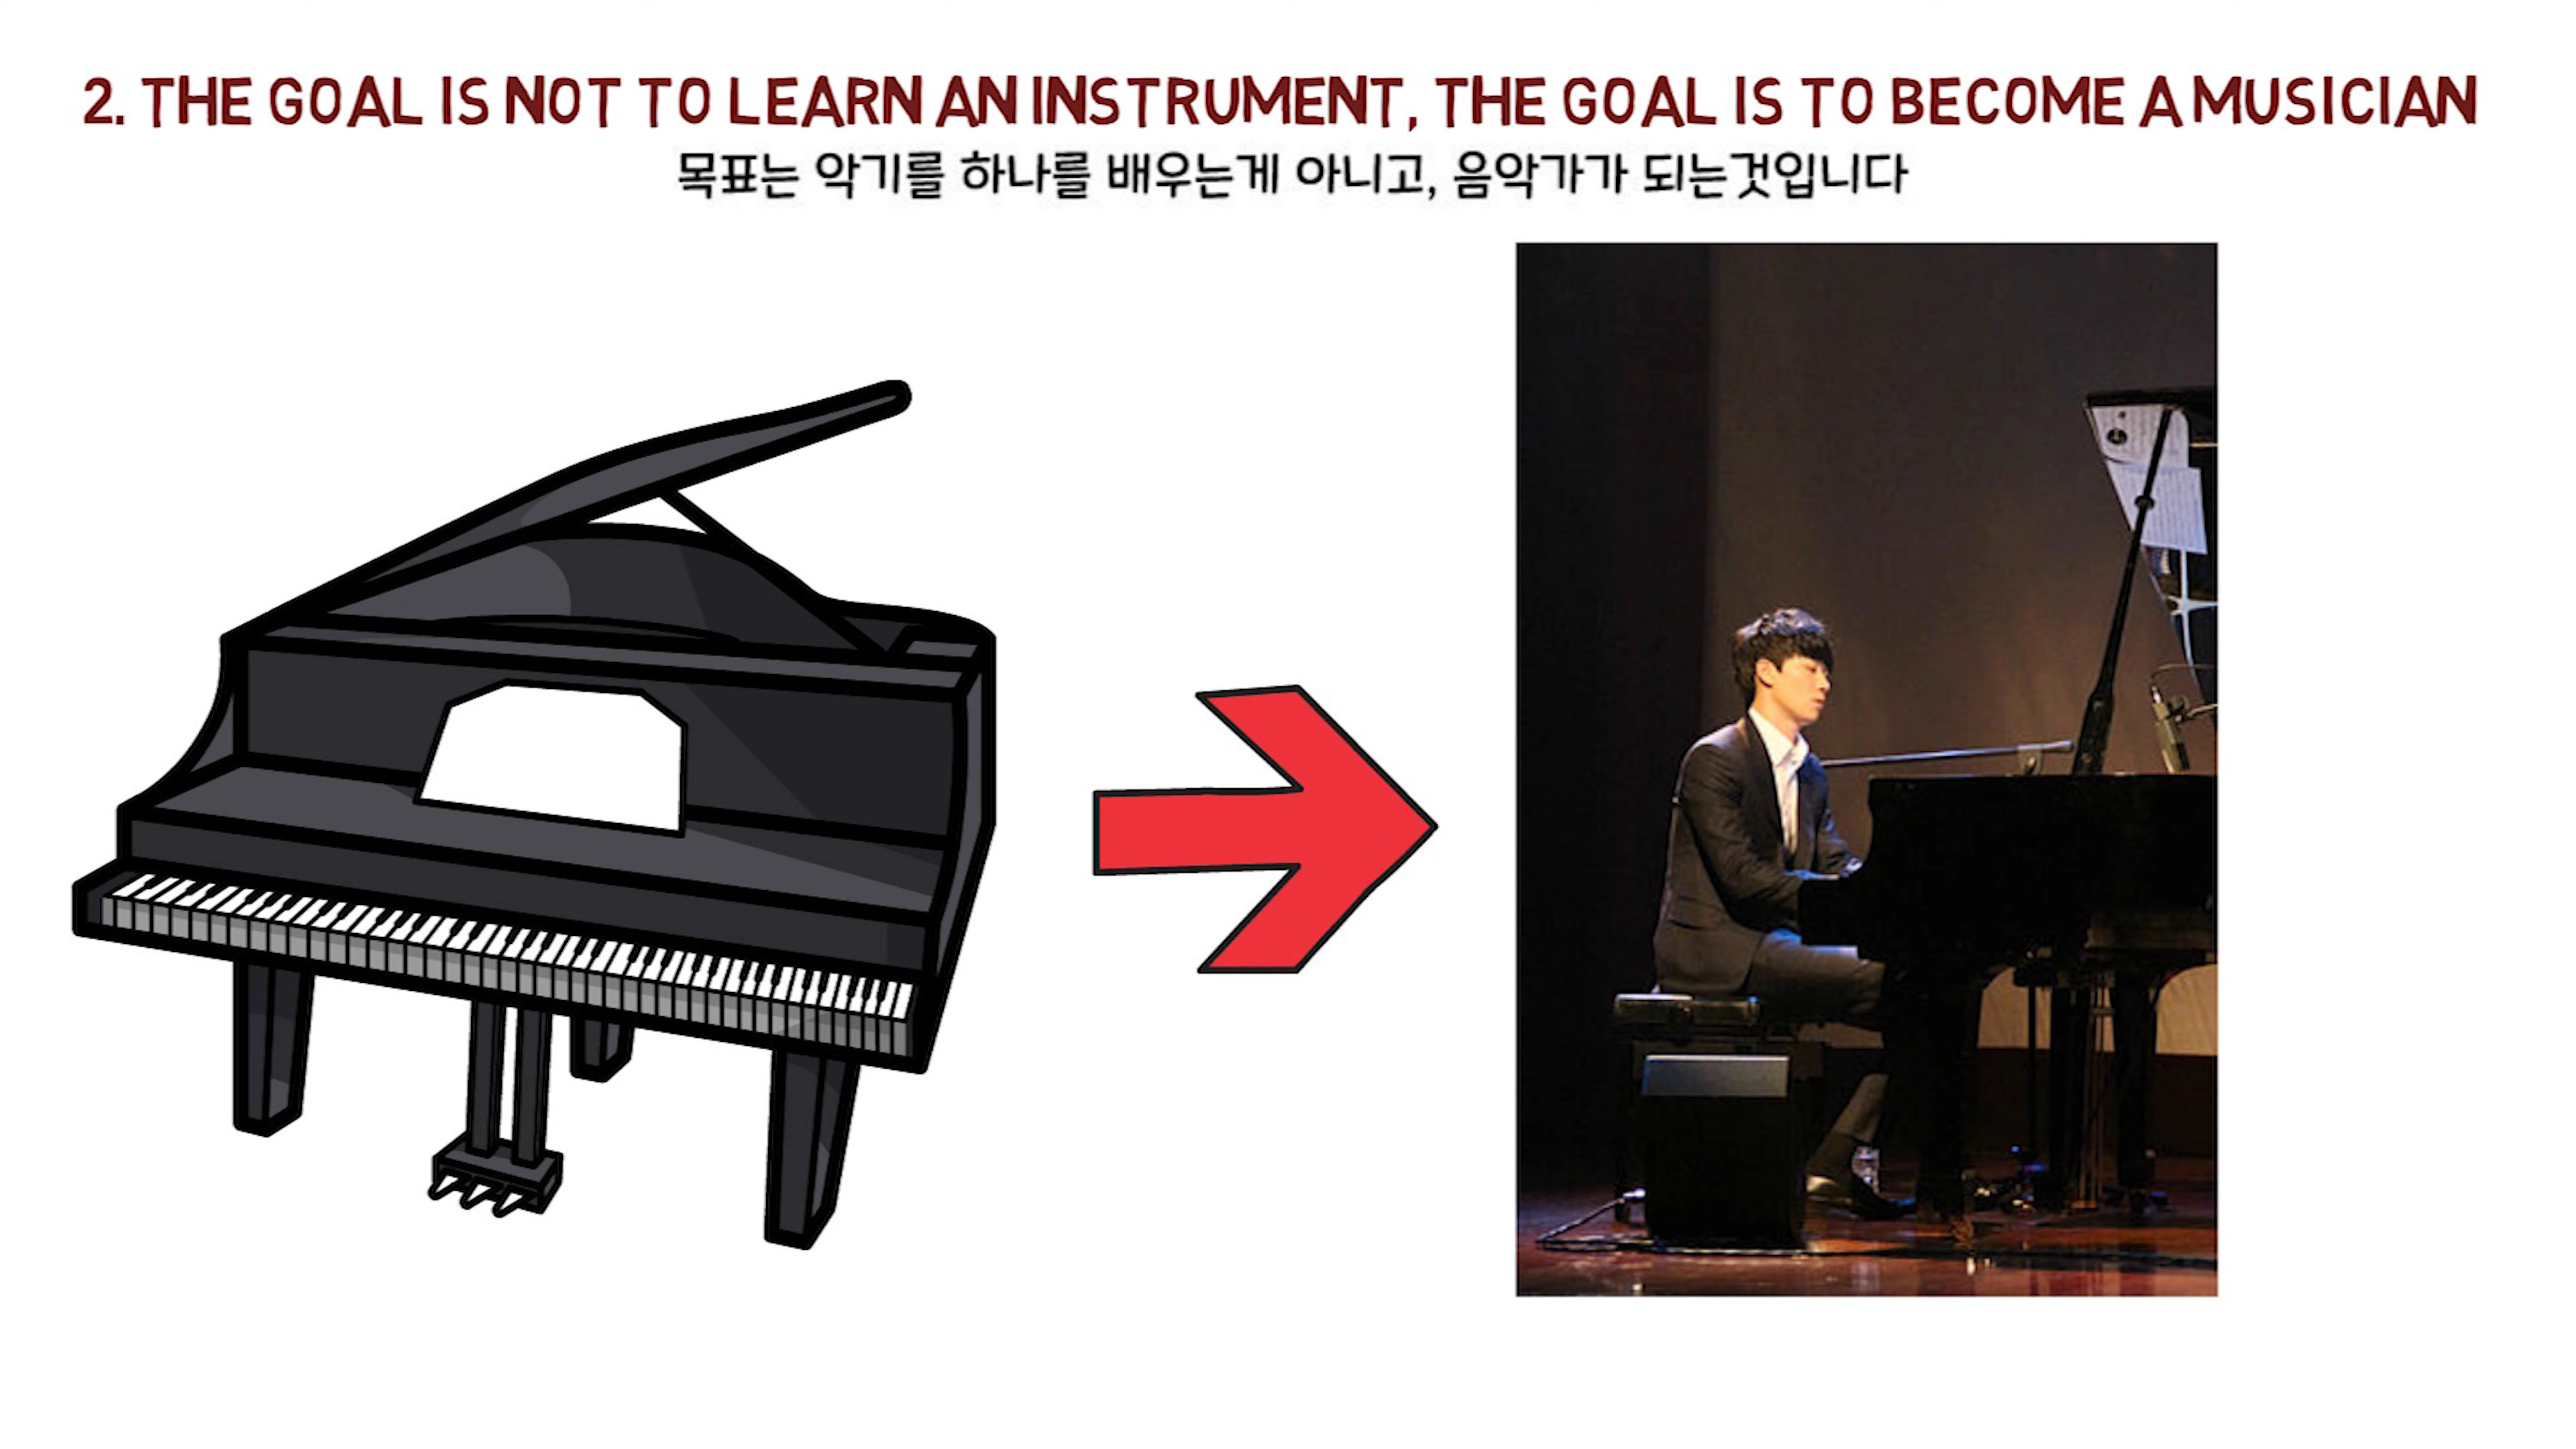 2. THE GOAL IS NOT TO LEARN AN INSTRUMENT, THE GOAL IS TO BECOME A MUSICIAN
목표는 악기를 하나를 배우는게 아니고, 음악가가 되는것입니다